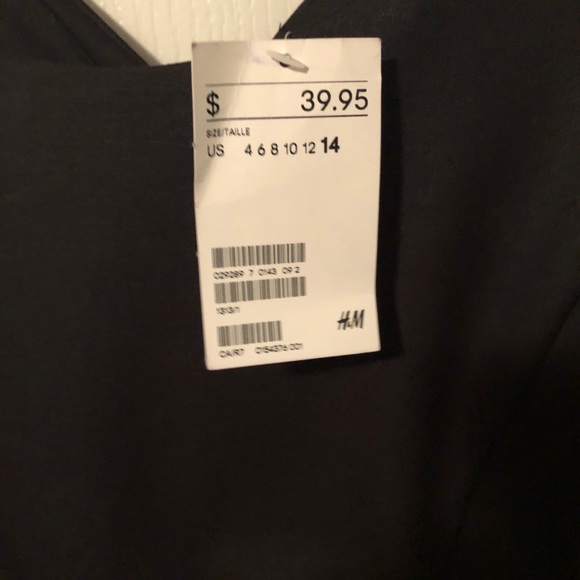 $ 39.95
SIZE/TAILLE
US 4 6 8 10 12 14
029289 7 0143 09 2
1313/1
H&M
CA/R7 0154376 001